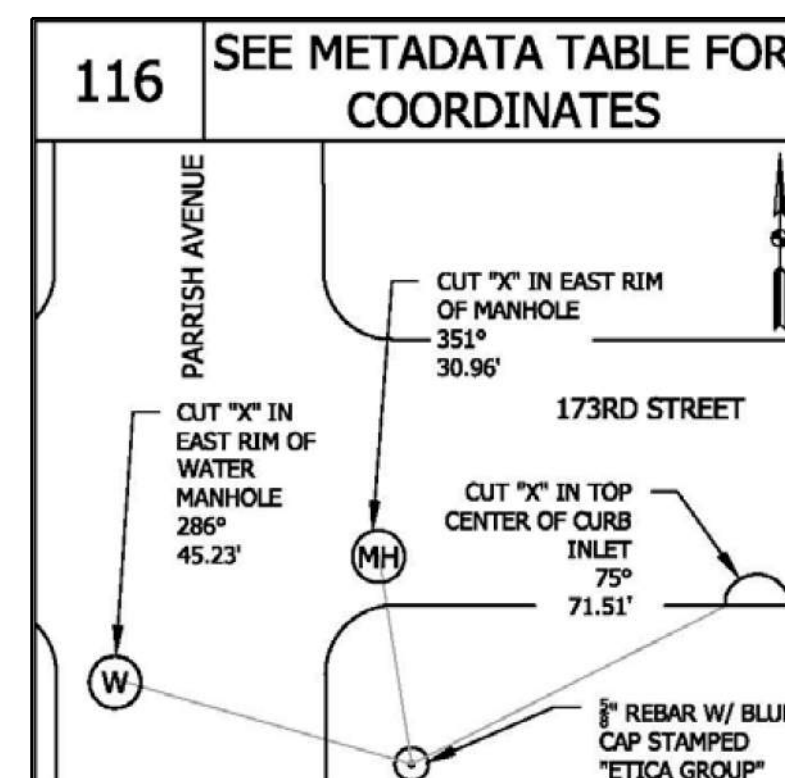 116
SEE METADATA TABLE FOR
COORDINATES
PARRISH AVENUE
CUT "X" IN EAST RIM
OF MANHOLE
351°
30.96'
173RD STREET
CUT "X" IN
EAST RIM OF
WATER
MANHOLE
286°
45.23'
CUT "X" IN TOP
CENTER OF CURB
INLET
75°
71.51'
MH
W
⅝" REBAR W/
CAP STAMPED
"ETICA GROUP"